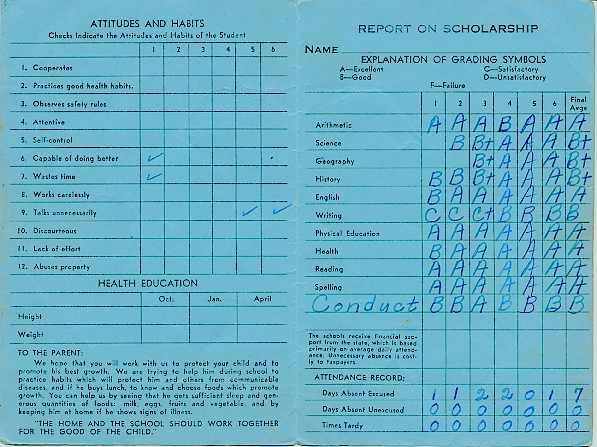 ATTITUDES AND HABITS
Checks Indicate the Attitudes and Habits of the Student
1 2 3 4 5 6
1. Cooperates
2. Practices good health habits.
3. Observes safety rules
4. Attentive
5. Self-control
6. Capable of doing better ✓
7. Wastes time ✓
8. Works carelessly
9. Talks unnecessarily ✓ ✓
10. Discourteous
11. Lack of effort
12. Abuses property
HEALTH EDUCATION
Oct. Jan. April
Height
Weight
TO THE PARENT:
We hope that you will work with us to protect your child and to
promote his best growth. We are trying to help him during school to
practice habits which will protect him and others from communicable
diseases, and if he buys lunch, to know and choose foods which promote
growth. You can help us by seeing that he gets sufficient sleep and gen-
erous quantities of foods: milk, eggs, fruits and vegetable, and by
keeping him at home if he shows signs of illness.
"THE HOME AND THE SCHOOL SHOULD WORK TOGETHER
FOR THE GOOD OF THE CHILD."
REPORT ON SCHOLARSHIP
NAME
EXPLANATION OF GRADING SYMBOLS
A—Excellent C—Satisfactory
B—Good D—Unsatisfactory
F—Failure
1 2 3 4 5 6 Final Avge
Arithmetic A A A B A A A
Science B B+ A A A B+
Geography B+ A A A B+
History B B B+ A A A B+
English B A A A A A A
Writing C C C+ B B B B
Physical Education A A A A A A A
Health B A A A A A A
Reading A A A A A A A
Spelling A A A A A A A
Conduct B B A B B B B
The schools receive financial sup-
port from the state, which is based
primarily on average daily attend-
ance. Unnecessary absence is cost-
ly to taxpayers.
ATTENDANCE RECORD:
Days Absent Excused 1 1 2 2 0 1 7
Days Absent Unexcused 0 0 0 0 0 0 0
Times Tardy 0 0 0 0 0 0 0